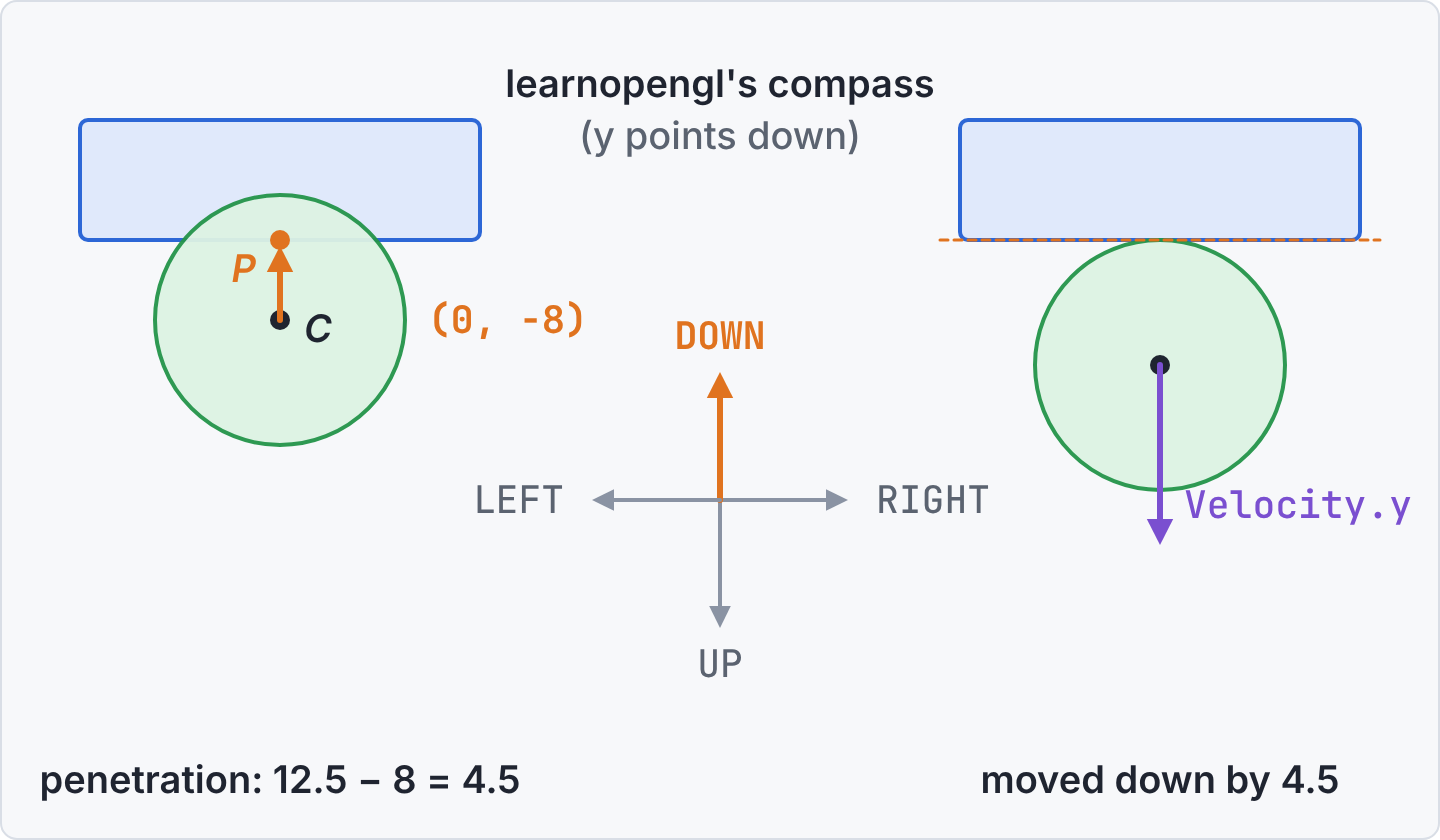 learnopengl's compass
(y points down)
P
C
(0, -8)
DOWN
LEFT
RIGHT
UP
Velocity.y
penetration: 12.5 − 8 = 4.5
moved down by 4.5